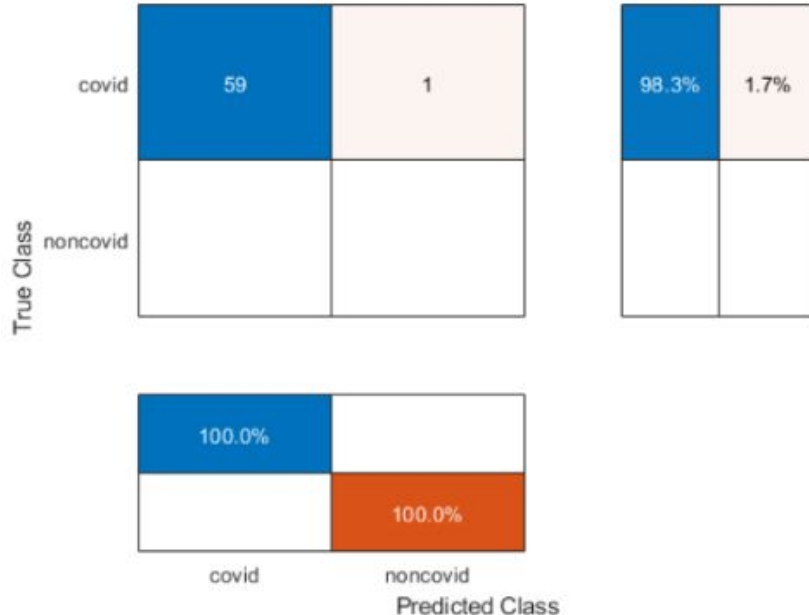 covid 59 1 98.3% 1.7%
noncovid
True Class
100.0%
100.0%
covid noncovid
Predicted Class